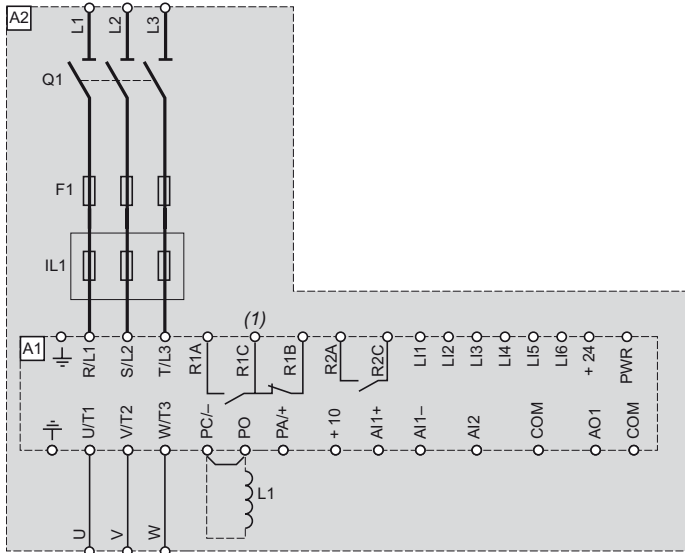 A2
L1 L2 L3
Q1
F1
IL1
(1)
A1
R/L1 S/L2 T/L3 R1A R1C R1B R2A R2C LI1 LI2 LI3 LI4 LI5 LI6 + 24 PWR
U/T1 V/T2 W/T3 PC/– PO PA/+ + 10 AI1+ AI1– AI2 COM AO1 COM
L1
U V W